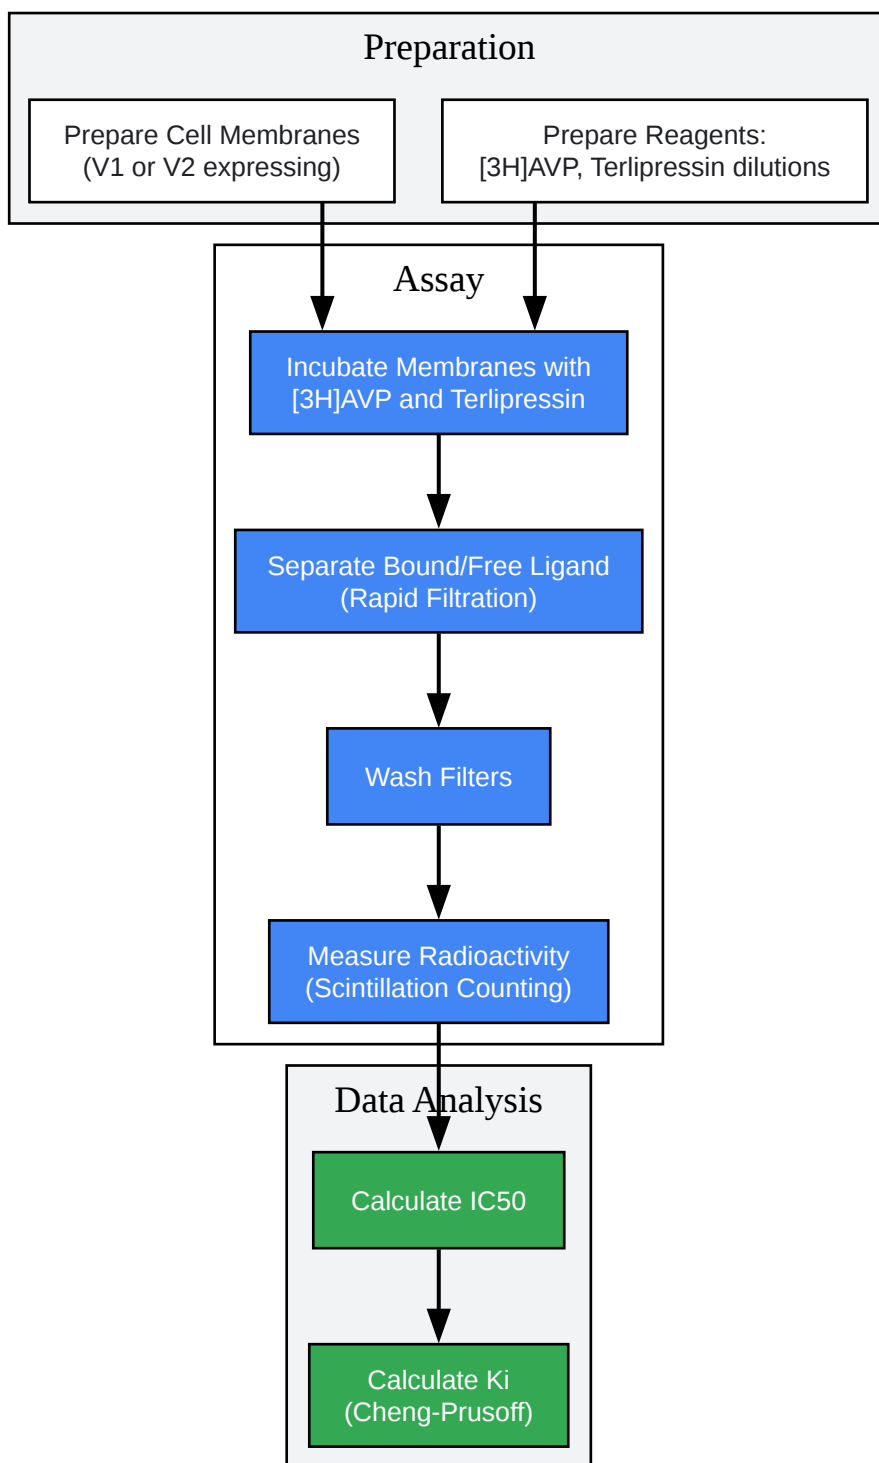 Preparation
Prepare Cell Membranes
(V1 or V2 expressing)
Prepare Reagents:
[3H]AVP, Terlipressin dilutions
Assay
Incubate Membranes with
[3H]AVP and Terlipressin
Separate Bound/Free Ligand
(Rapid Filtration)
Wash Filters
Measure Radioactivity
(Scintillation Counting)
Data Analysis
Calculate IC50
Calculate Ki
(Cheng-Prusoff)